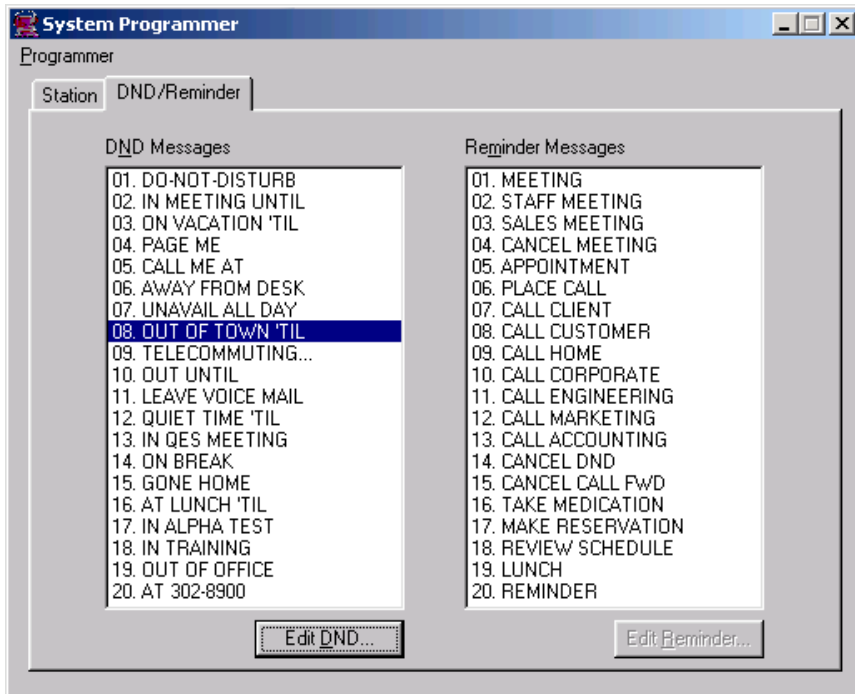 System Programmer
Programmer
Station
DND/Reminder
DND Messages
01. DO-NOT-DISTURB
02. IN MEETING UNTIL
03. ON VACATION 'TIL
04. PAGE ME
05. CALL ME AT
06. AWAY FROM DESK
07. UNAVAIL ALL DAY
08. OUT OF TOWN 'TIL
09. TELECOMMUTING...
10. OUT UNTIL
11. LEAVE VOICE MAIL
12. QUIET TIME 'TIL
13. IN QES MEETING
14. ON BREAK
15. GONE HOME
16. AT LUNCH 'TIL
17. IN ALPHA TEST
18. IN TRAINING
19. OUT OF OFFICE
20. AT 302-8900
Edit DND...
Reminder Messages
01. MEETING
02. STAFF MEETING
03. SALES MEETING
04. CANCEL MEETING
05. APPOINTMENT
06. PLACE CALL
07. CALL CLIENT
08. CALL CUSTOMER
09. CALL HOME
10. CALL CORPORATE
11. CALL ENGINEERING
12. CALL MARKETING
13. CALL ACCOUNTING
14. CANCEL DND
15. CANCEL CALL FWD
16. TAKE MEDICATION
17. MAKE RESERVATION
18. REVIEW SCHEDULE
19. LUNCH
20. REMINDER
Edit Reminder...